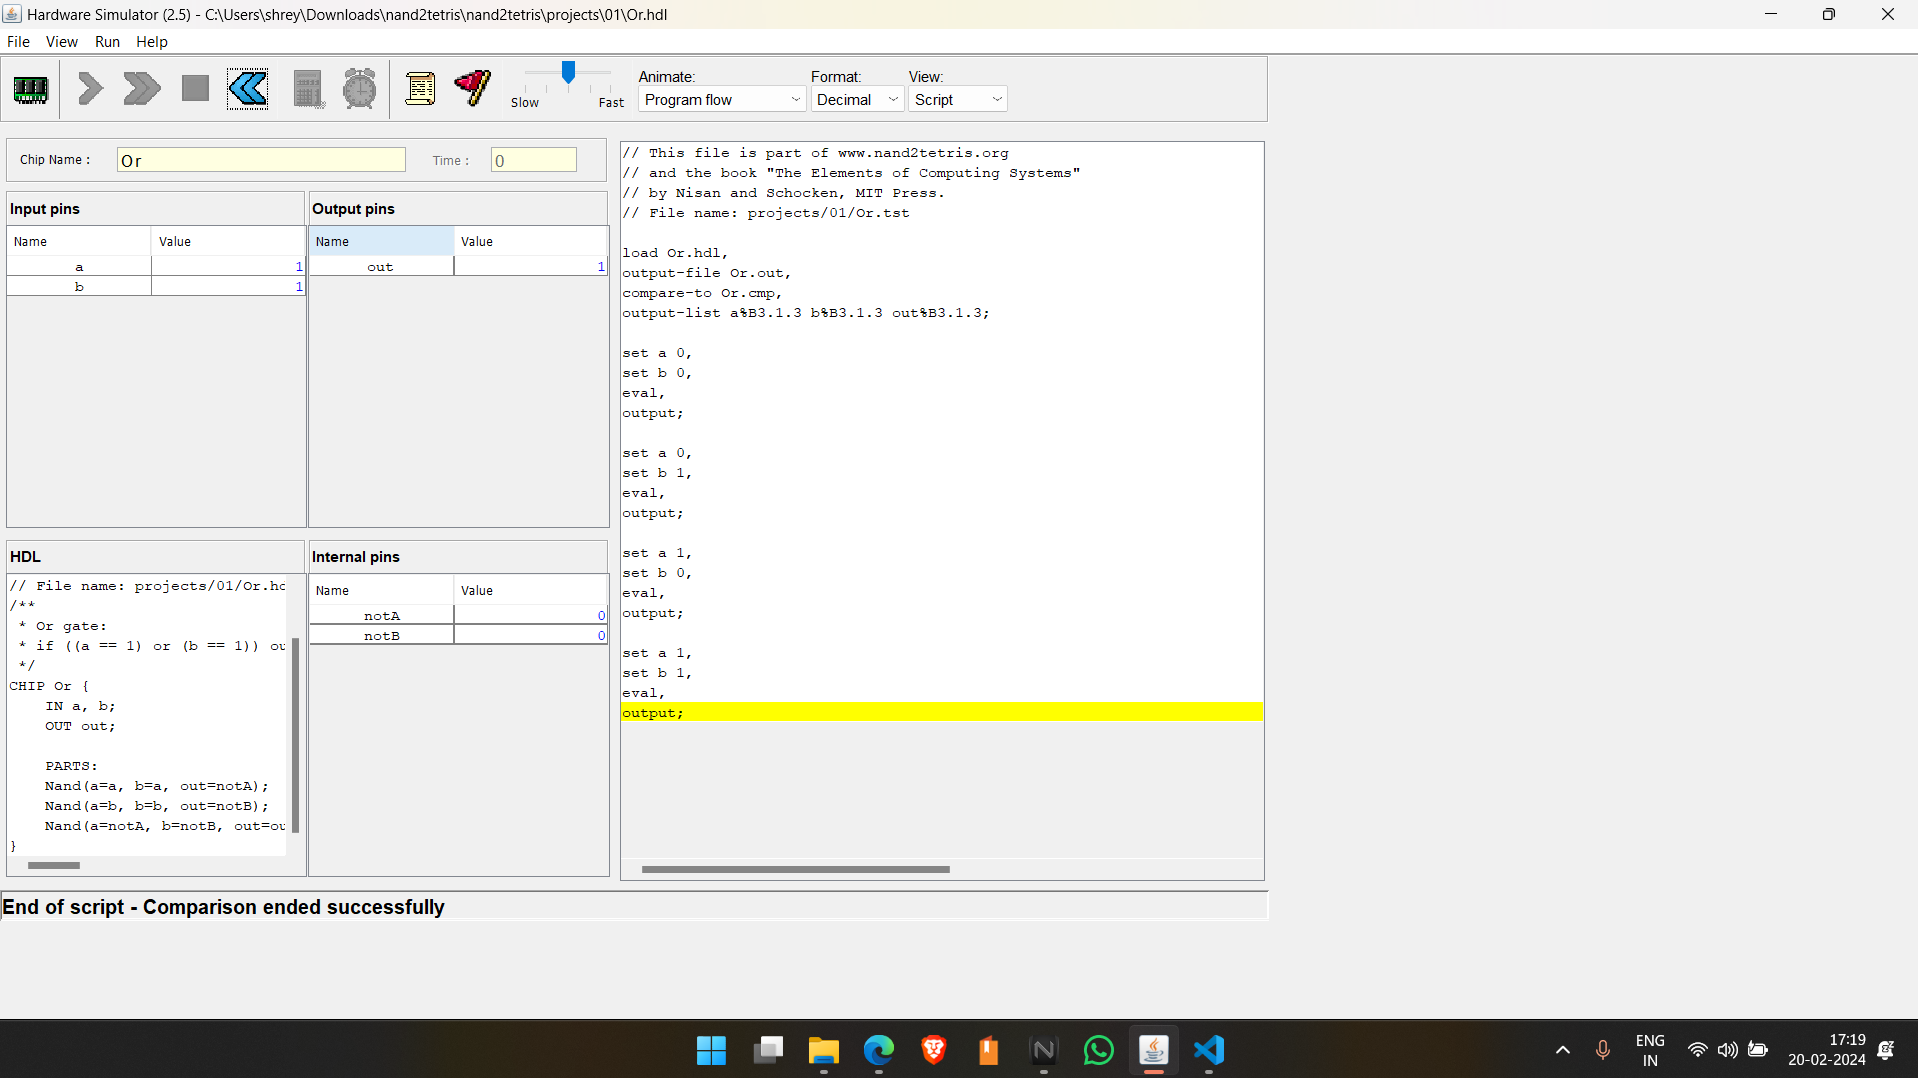 Hardware Simulator (2.5) - C:\Users\shrey\Downloads\nand2tetris\nand2tetris\projects\01\Or.hdl
File View Run Help
Slow Fast
Animate: Format: View:
Program flow Decimal Script
Chip Name : Or Time : 0
Input pins Output pins
Name Value Name Value
a 1 out 1
b 1
HDL Internal pins
// File name: projects/01/Or.hd
/**
* Or gate:
* if ((a == 1) or (b == 1)) ou
*/
CHIP Or {
IN a, b;
OUT out;
PARTS:
Nand(a=a, b=a, out=notA);
Nand(a=b, b=b, out=notB);
Nand(a=notA, b=notB, out=ou
}
Name Value
notA 0
notB 0
// This file is part of www.nand2tetris.org
// and the book "The Elements of Computing Systems"
// by Nisan and Schocken, MIT Press.
// File name: projects/01/Or.tst
load Or.hdl,
output-file Or.out,
compare-to Or.cmp,
output-list a%B3.1.3 b%B3.1.3 out%B3.1.3;
set a 0,
set b 0,
eval,
output;
set a 0,
set b 1,
eval,
output;
set a 1,
set b 0,
eval,
output;
set a 1,
set b 1,
eval,
output;
End of script - Comparison ended successfully
ENG 17:19
IN 20-02-2024